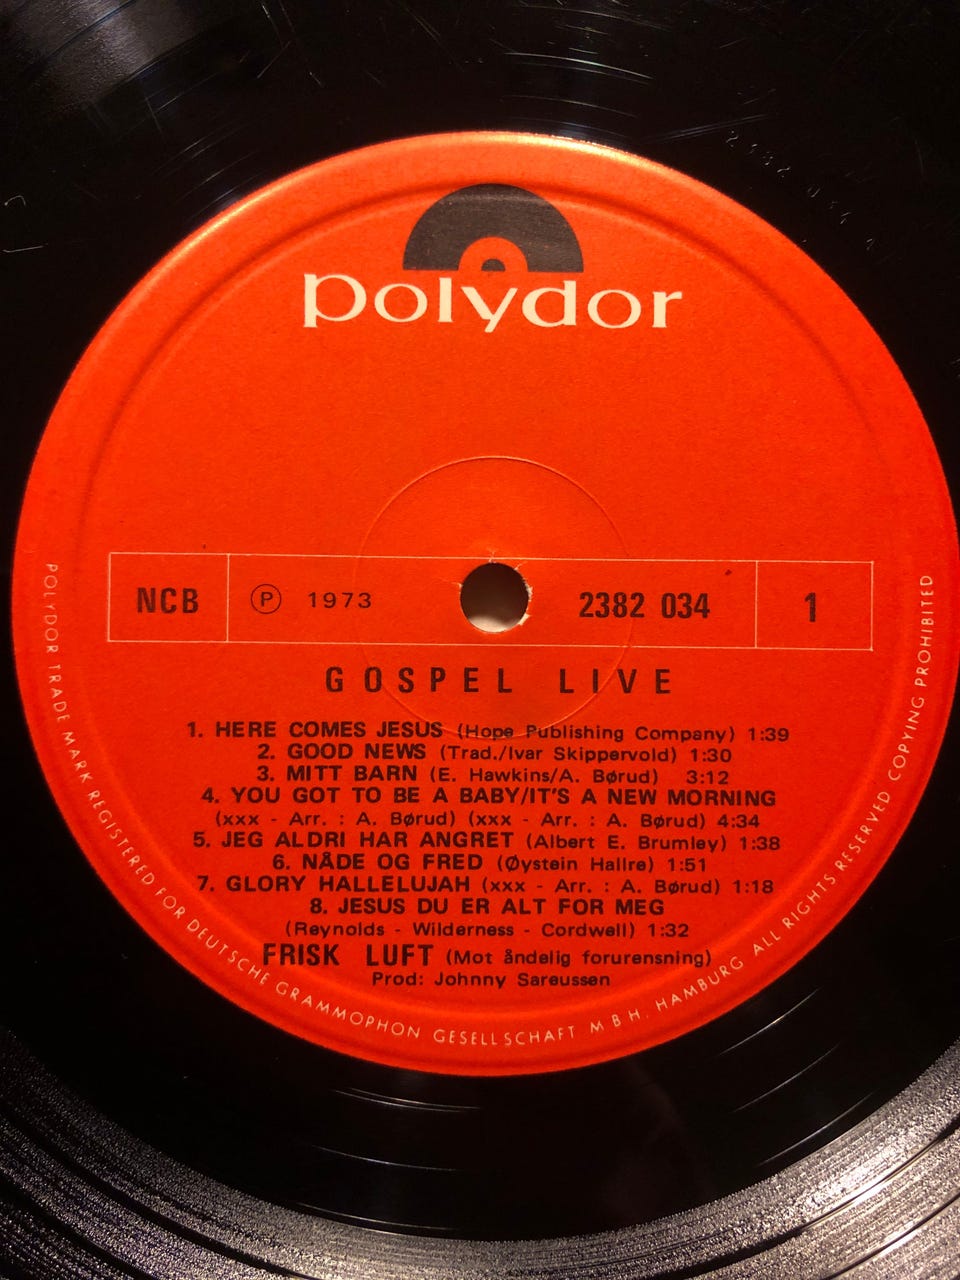 polydor
NCB ℗ 1973 2382 034 1
GOSPEL LIVE
1. HERE COMES JESUS (Hope Publishing Company) 1:39
2. GOOD NEWS (Trad./Ivar Skippervold) 1:30
3. MITT BARN (E. Hawkins/A. Børud) 3:12
4. YOU GOT TO BE A BABY/IT'S A NEW MORNING
(xxx - Arr. : A. Børud) (xxx - Arr. : A. Børud) 4:34
5. JEG ALDRI HAR ANGRET (Albert E. Brumley) 1:38
6. NÅDE OG FRED (Øystein Hallre) 1:51
7. GLORY HALLELUJAH (xxx - Arr. : A. Børud) 1:18
8. JESUS DU ER ALT FOR MEG
(Reynolds - Wilderness - Cordwell) 1:32
FRISK LUFT (Mot åndelig forurensning)
Prod: Johnny Sareussen
POLYDOR TRADE MARK REGISTERED FOR DEUTSCHE GRAMMOPHON GESELLSCHAFT M B H. HAMBURG ALL RIGHTS RESERVED COPYING PROHIBITED